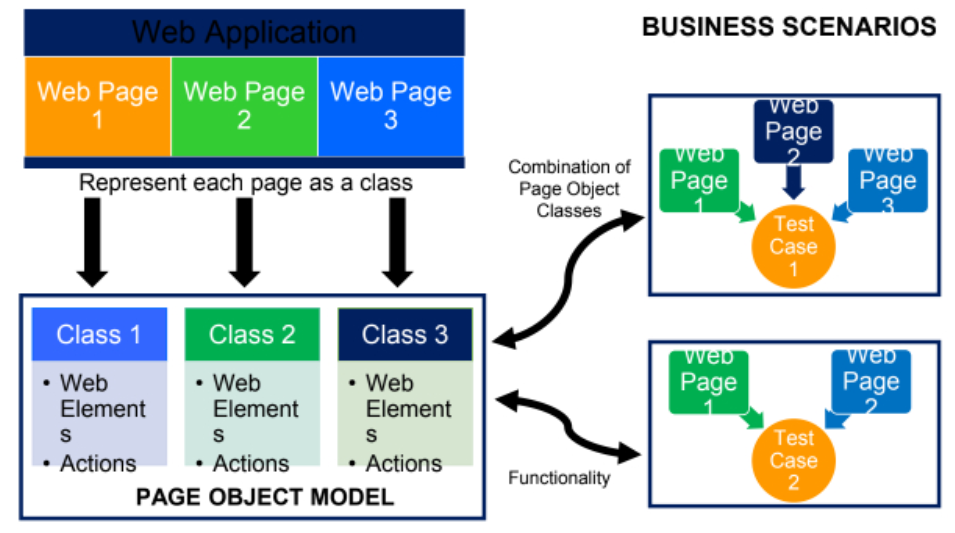 Web Application
BUSINESS SCENARIOS
Web Page
1
Web Page
2
Web Page
3
Represent each page as a class
Combination of
Page Object
Classes
Web
Page
2
Web
Page
1
Web
Page
3
Test
Case
1
Class 1
Class 2
Class 3
• Web
Element
s
• Actions
• Web
Element
s
• Actions
• Web
Element
s
• Actions
PAGE OBJECT MODEL
Functionality
Web
Page
1
Web
Page
2
Test
Case
2